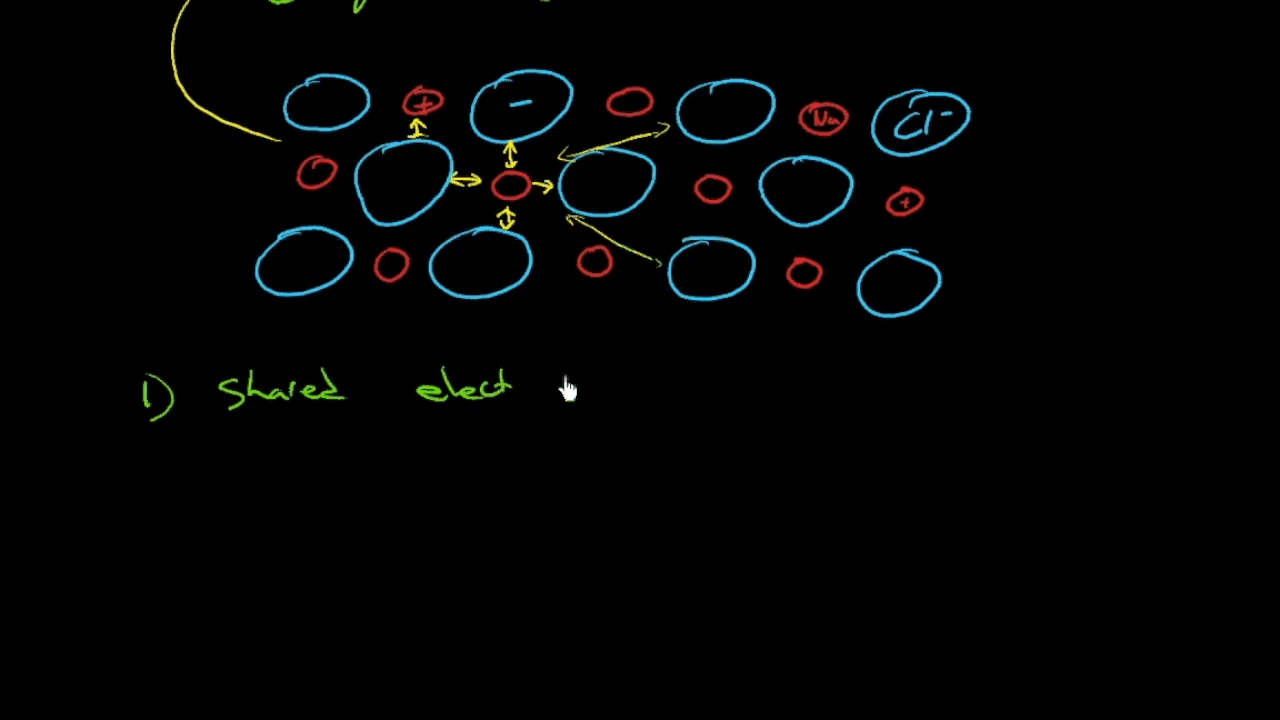 + - Na Cl⁻
+
1) Shared elect